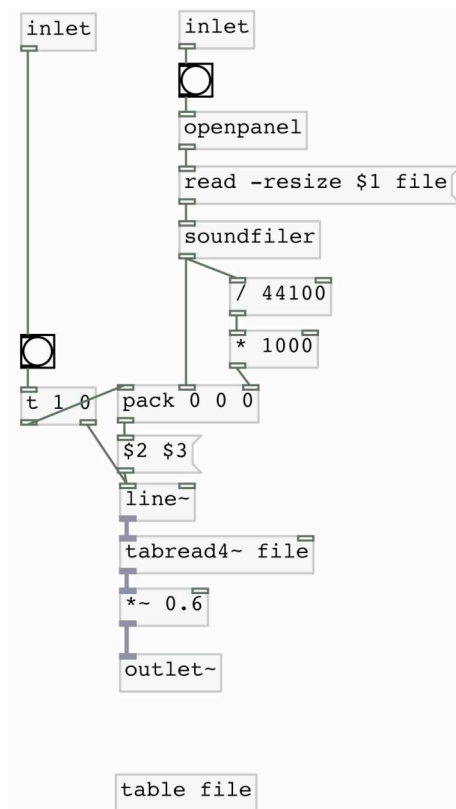 inlet
inlet
openpanel
read -resize $1 file
soundfiler
/ 44100
* 1000
t 1 0
pack 0 0 0
$2 $3
line~
tabread4~ file
*~ 0.6
outlet~
table file